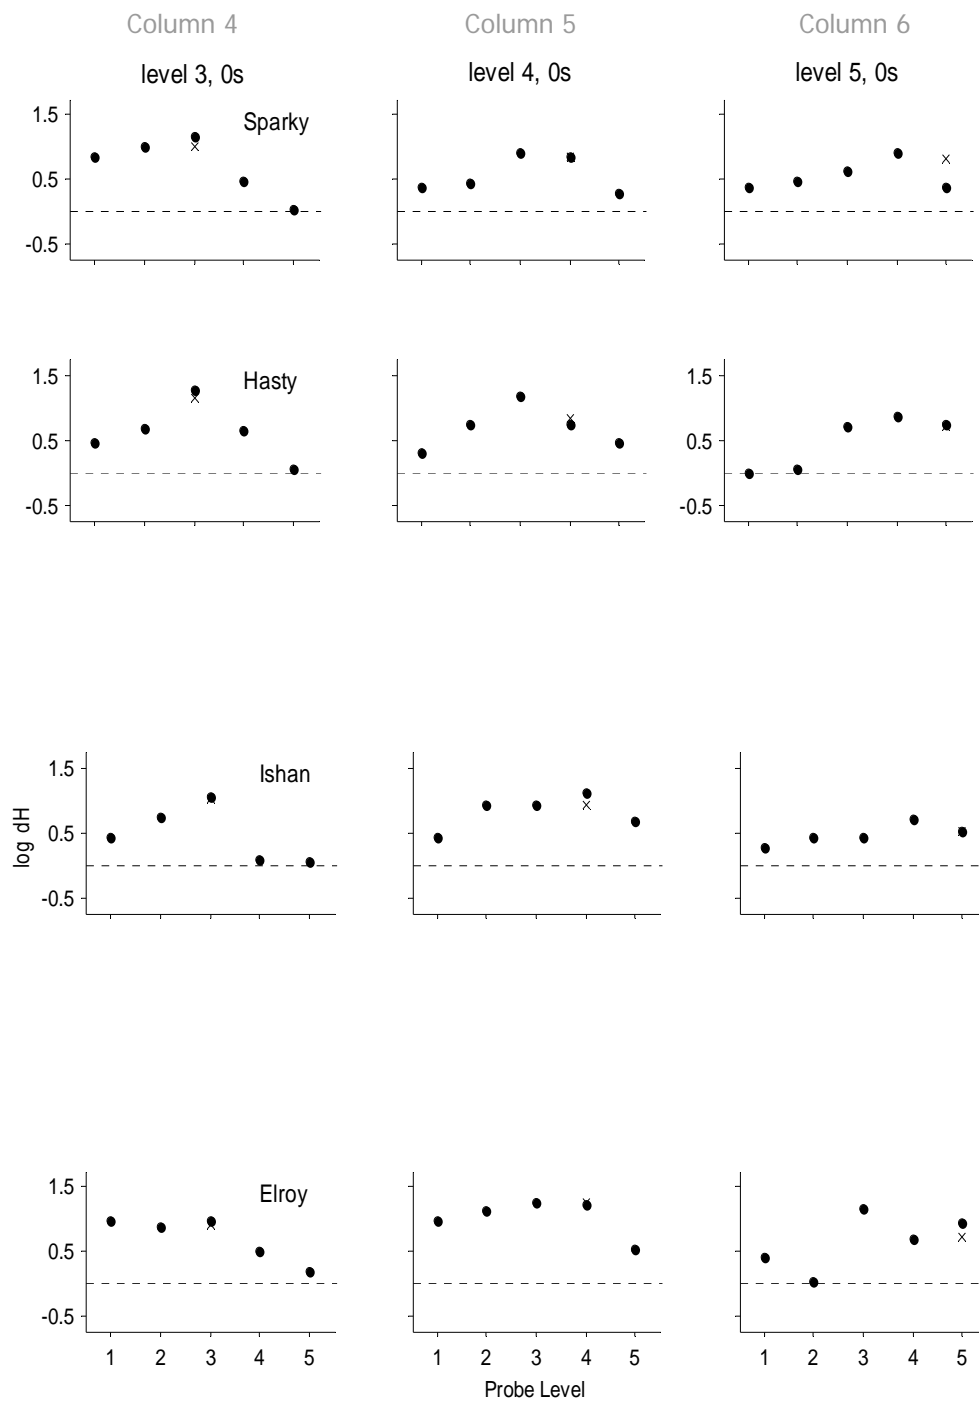 Column 4 Column 5 Column 6
level 3, 0s level 4, 0s level 5, 0s
1.5
Sparky
0.5
-0.5
1.5 1.5
Hasty
0.5 0.5
-0.5 -0.5
1.5
Ishan
0.5
-0.5
log dH
1.5
Elroy
0.5
-0.5
1 2 3 4 5 1 2 3 4 5 1 2 3 4 5
Probe Level